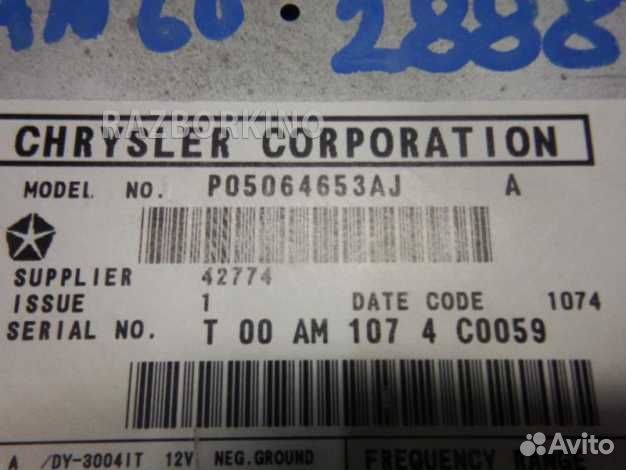 AN60 2888
RAZBORKINO
CHRYSLER CORPORATION
MODEL NO. P05064653AJ A
SUPPLIER 42774
ISSUE 1 DATE CODE 1074
SERIAL NO. T 00 AM 107 4 C0059
A /DY-3004IT 12V NEG.GROUND FREQUENCY
Avito